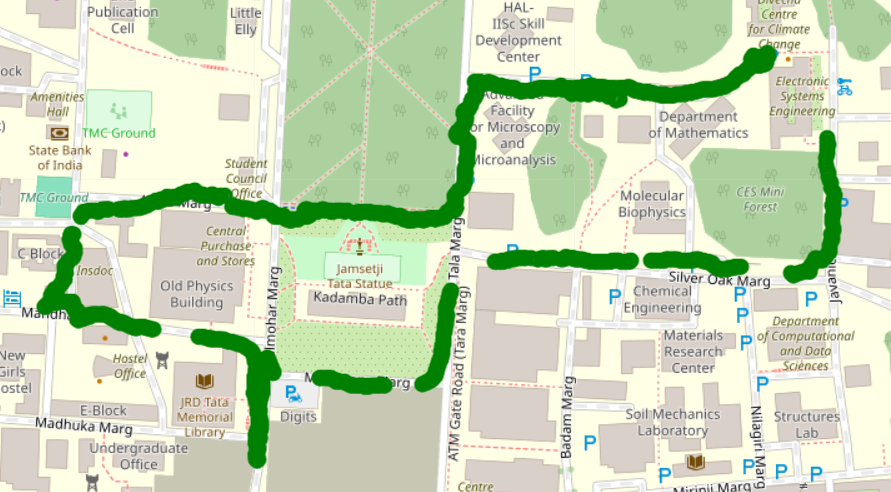 Publication
Cell
Little
Elly
HAL-
IISc Skill
Development
Center
Divecha
Centre
for Climate
Change
ock
Amenities
Hall
TMC Ground
State Bank
of India
Electronic
Systems
Engineering
Facility
for Microscopy
and
Microanalysis
Department
of Mathematics
Student
Council
Office
TMC Ground
Marg
Molecular
Biophysics
CES Mini
Forest
Central
Purchase
and Stores
C Block
Insdoc
Old Physics
Building
Jamsetji
Tata Statue
Kadamba Path
Tala Marg
ATM Gate Road (Tara Marg)
Silver Oak Marg
Chemical
Engineering
P
Hostel
Office
New
Girls
ostel
Materials
Research
Center
Department
of Computational
and Data
Sciences
JRD Tata
Memorial
Library
E-Block
Madhuka Marg
Undergraduate
Office
Digits
Badam Marg
Soil Mechanics
Laboratory
Nilagiri Marg
Structures
Lab
Centre